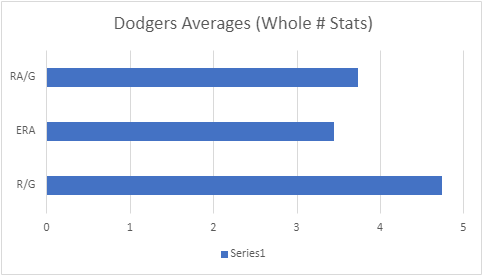 Dodgers Averages (Whole # Stats)
RA/G
ERA
R/G
0 1 2 3 4 5
Series1